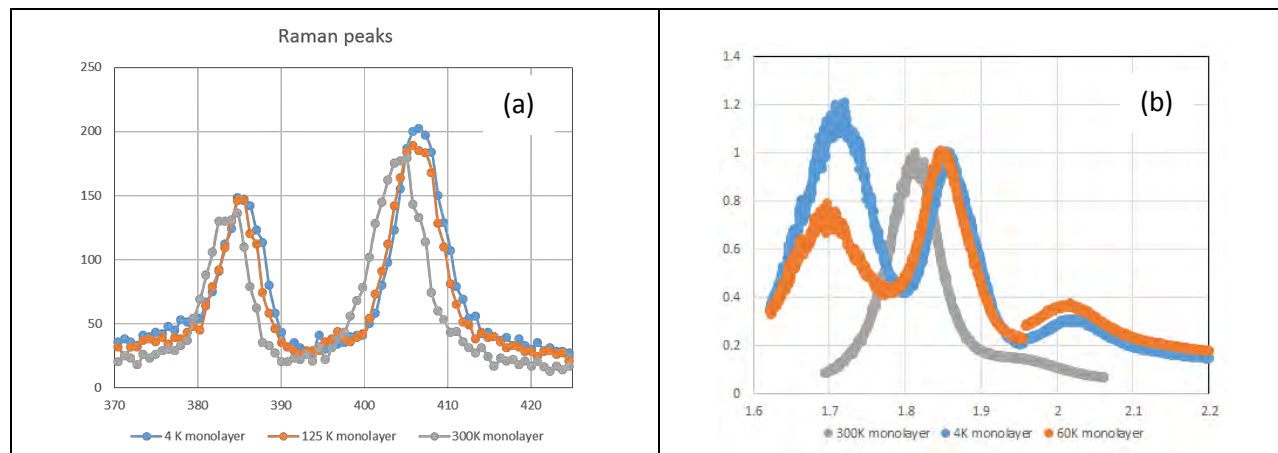 Raman peaks
(a)
250
200
150
100
50
0
370 380 390 400 410 420
4 K monolayer 125 K monolayer 300K monolayer
(b)
1.4
1.2
1
0.8
0.6
0.4
0.2
0
1.6 1.7 1.8 1.9 2 2.1 2.2
300K monolayer 4K monolayer 60K monolayer